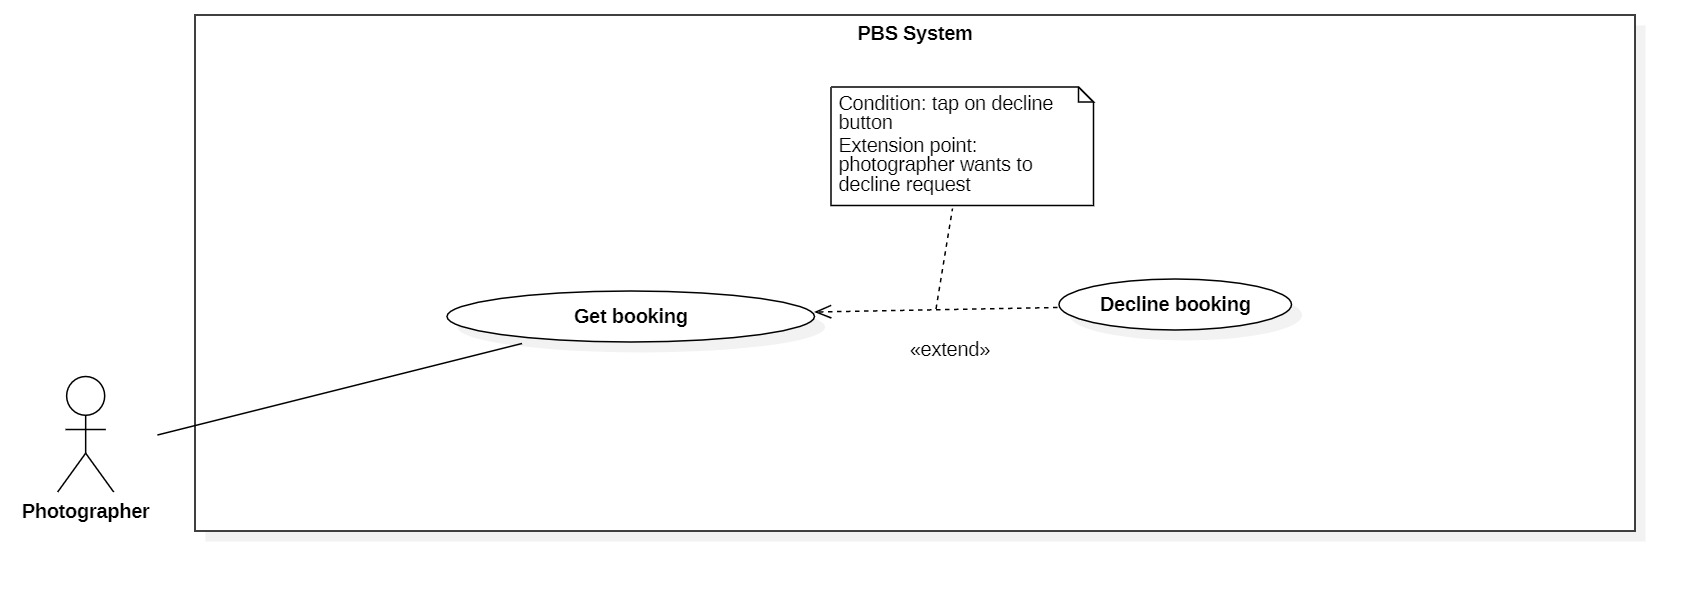 PBS System
Condition: tap on decline
button
Extension point:
photographer wants to
decline request
Get booking
Decline booking
«extend»
Photographer